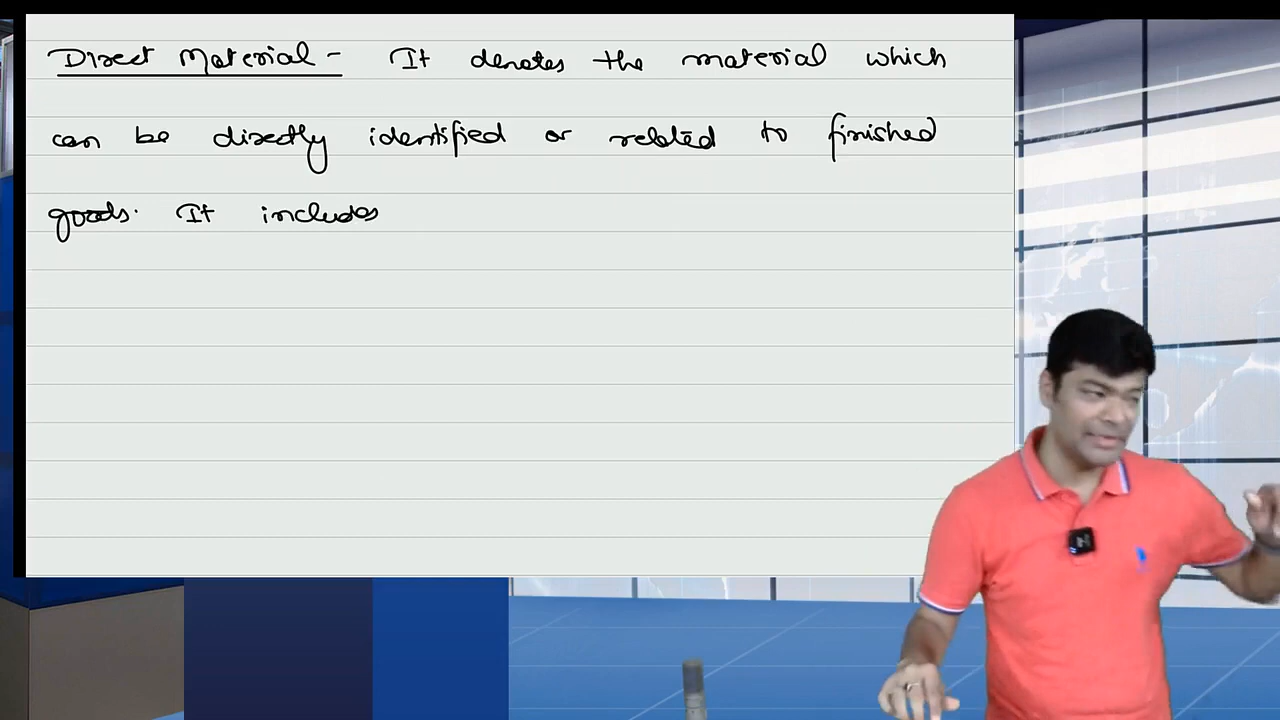 Direct Material - It denotes the material which
can be directly identified or related to finished
goods. It includes